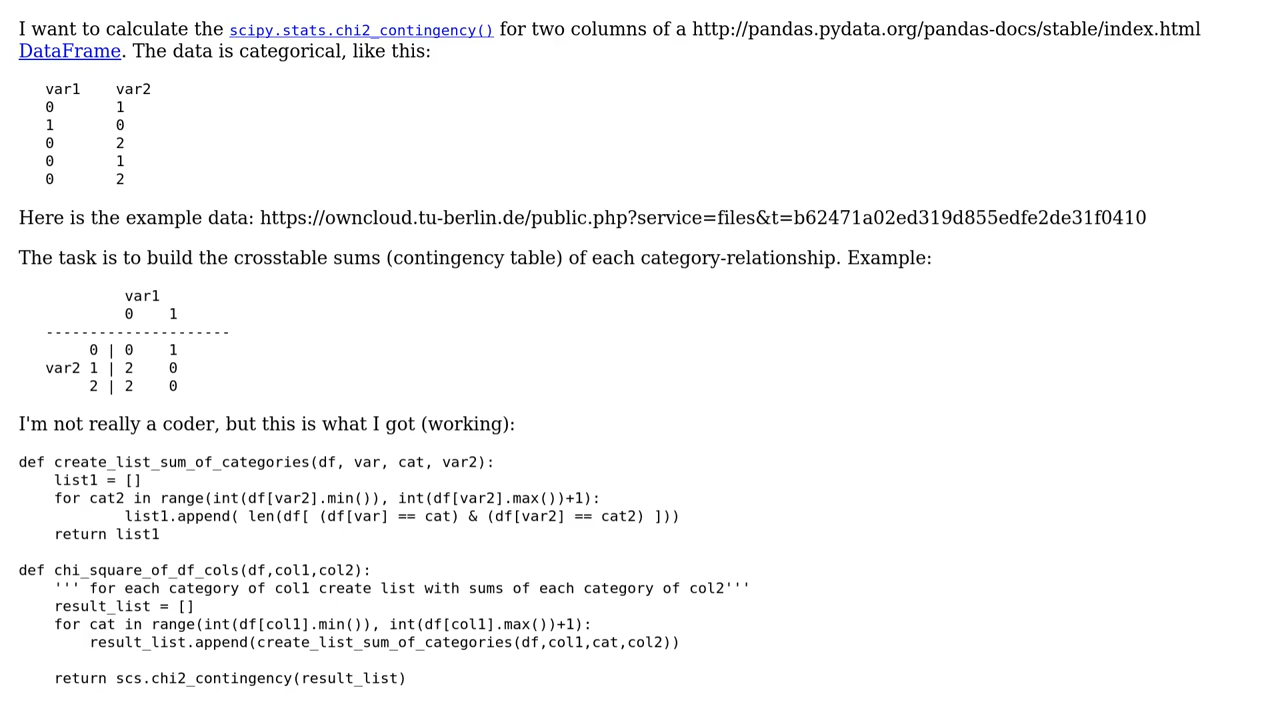 I want to calculate the scipy.stats.chi2_contingency() for two columns of a http://pandas.pydata.org/pandas-docs/stable/index.html
DataFrame. The data is categorical, like this:
var1    var2
0       1
1       0
0       2
0       1
0       2
Here is the example data: https://owncloud.tu-berlin.de/public.php?service=files&t=b62471a02ed319d855edfe2de31f0410
The task is to build the crosstable sums (contingency table) of each category-relationship. Example:
         var1
         0    1
---------------------
     0 | 0    1
var2 1 | 2    0
     2 | 2    0
I'm not really a coder, but this is what I got (working):
def create_list_sum_of_categories(df, var, cat, var2):
    list1 = []
    for cat2 in range(int(df[var2].min()), int(df[var2].max())+1):
            list1.append( len(df[ (df[var] == cat) & (df[var2] == cat2) ]))
    return list1
def chi_square_of_df_cols(df,col1,col2):
    ''' for each category of col1 create list with sums of each category of col2'''
    result_list = []
    for cat in range(int(df[col1].min()), int(df[col1].max())+1):
        result_list.append(create_list_sum_of_categories(df,col1,cat,col2))
    return scs.chi2_contingency(result_list)